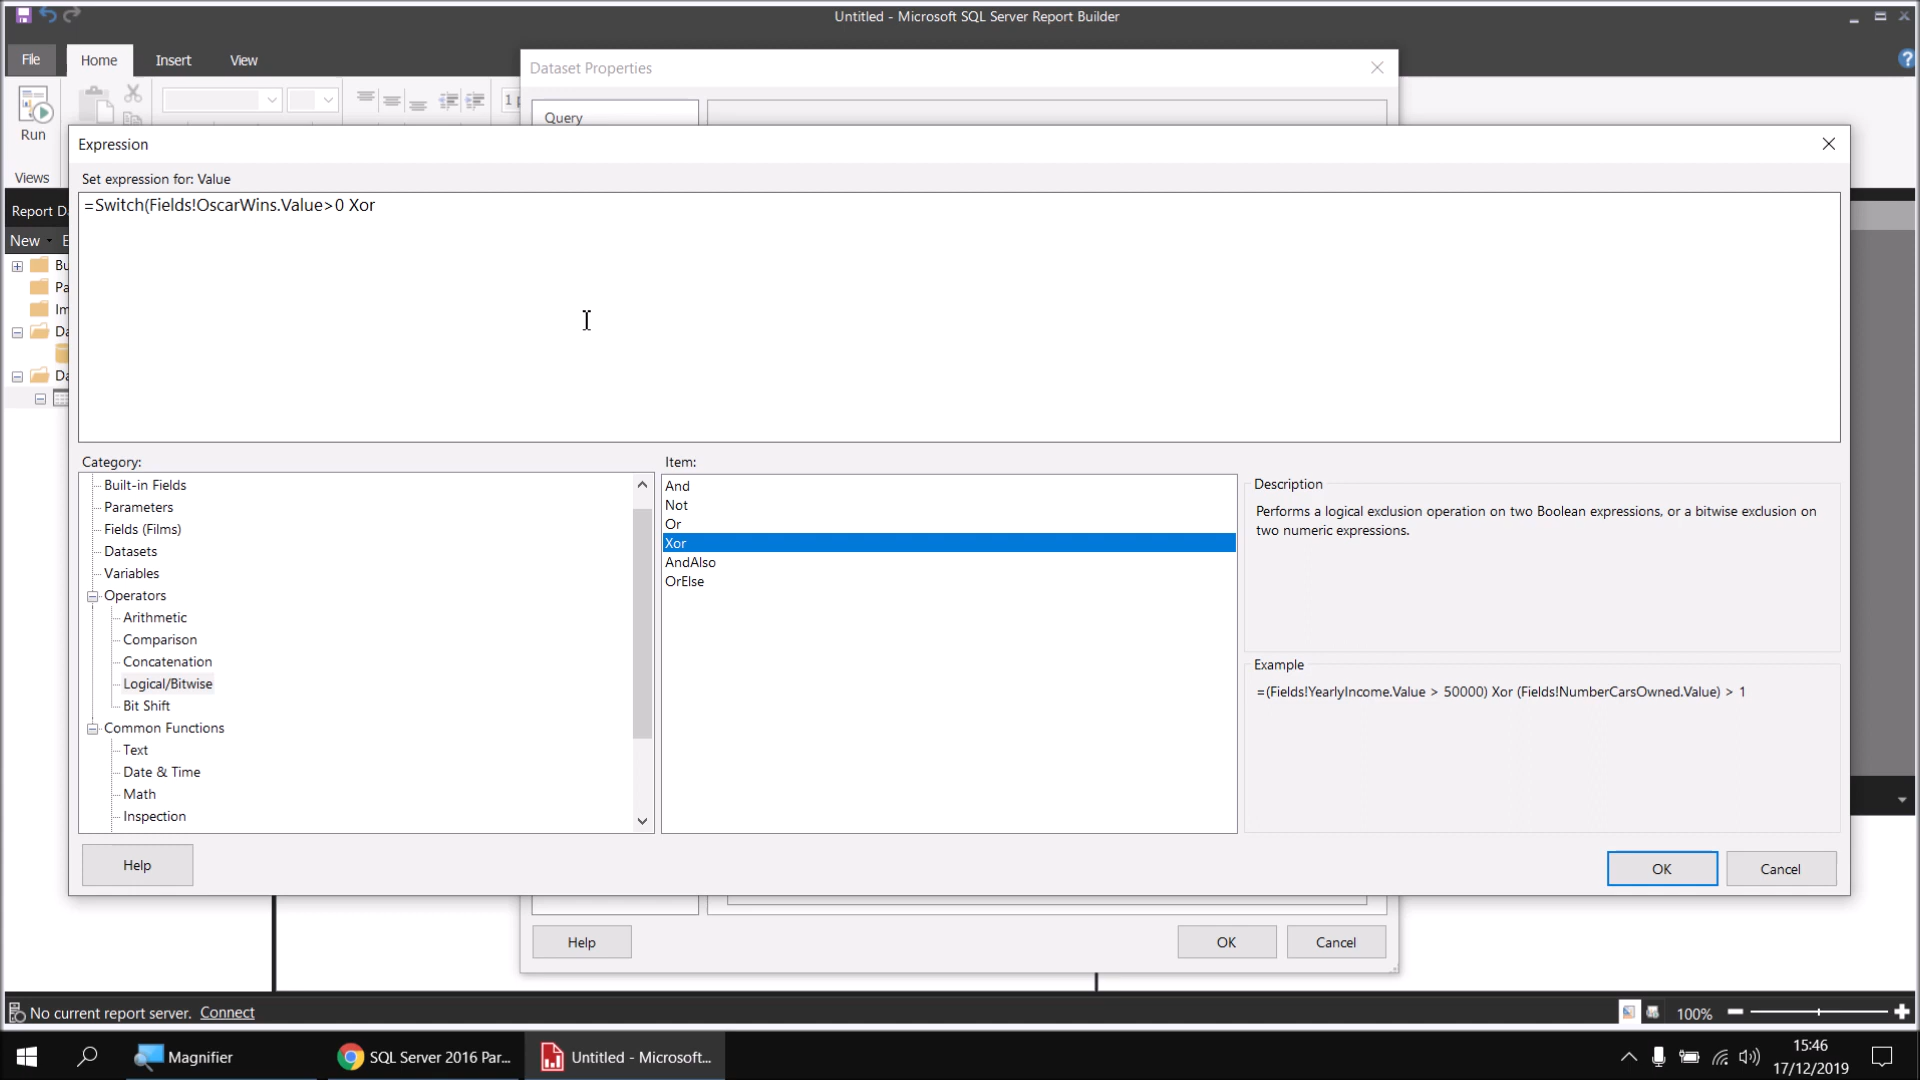 Untitled - Microsoft SQL Server Report Builder
File
Home
Insert
View
Dataset Properties
Query
Run
Views
Expression
Set expression for: Value
=Switch(Fields!OscarWins.Value>0 Xor
Report D
New
E
Bu
Pa
Im
Da
Da
Category:
Built-in Fields
Parameters
Fields (Films)
Datasets
Variables
Operators
Arithmetic
Comparison
Concatenation
Logical/Bitwise
Bit Shift
Common Functions
Text
Date & Time
Math
Inspection
Item:
And
Not
Or
Xor
AndAlso
OrElse
Description
Performs a logical exclusion operation on two Boolean expressions, or a bitwise exclusion on
two numeric expressions.
Example
=(Fields!YearlyIncome.Value > 50000) Xor (Fields!NumberCarsOwned.Value) > 1
Help
OK
Cancel
Help
OK
Cancel
No current report server. Connect
100%
Magnifier
SQL Server 2016 Par...
Untitled - Microsoft...
15:46
17/12/2019